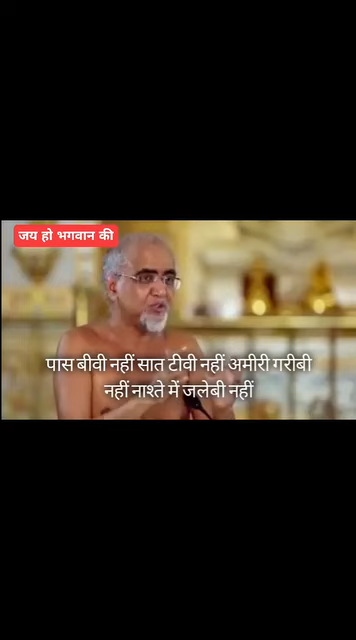 जय हो भगवान की
पास बीवी नहीं सात टीवी नहीं अमीरी गरीबी
नहीं नाश्ते में जलेबी नहीं